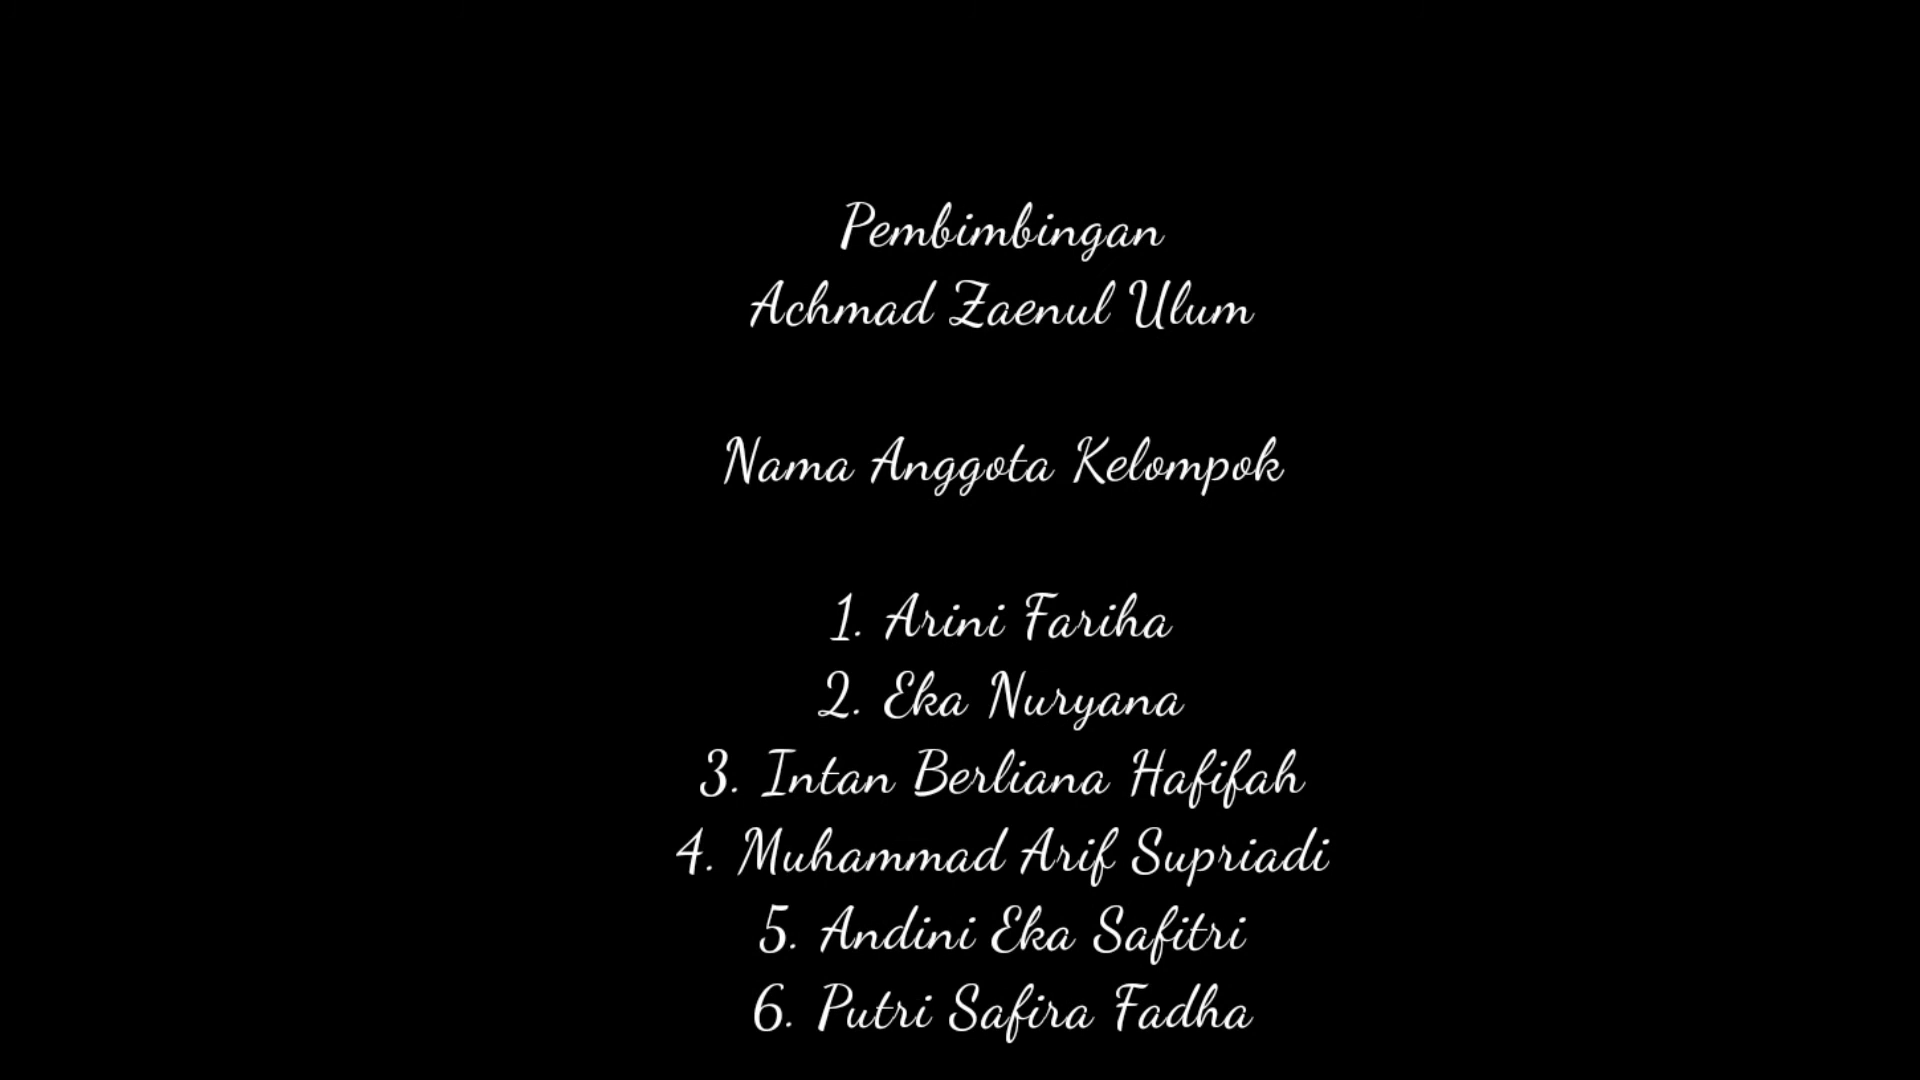 Pembimbingan
Achmad Zaenul Ulum
Nama Anggota Kelompok
1. Arini Fariha
2. Eka Nuryana
3. Intan Berliana Hafifah
4. Muhammad Arif Supriadi
5. Andini Eka Safitri
6. Putri Safira Fadha